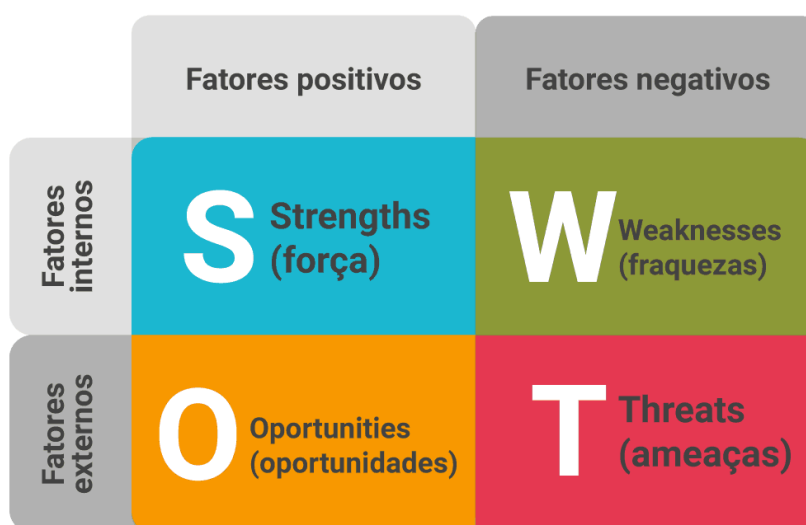 Fatores positivos
Fatores negativos
Fatores
internos
S
Strengths
(força)
W
Weaknesses
(fraquezas)
Fatores
externos
O
Oportunities
(oportunidades)
T
Threats
(ameaças)